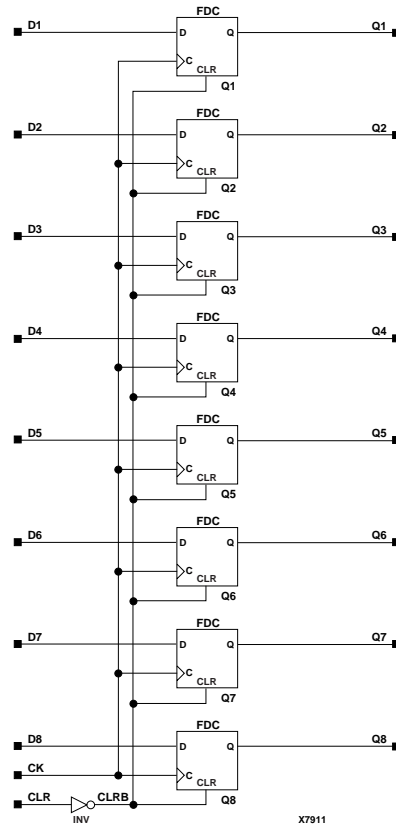 FDC
D1 D Q Q1
C
CLR
Q1
FDC
D2 D Q Q2
C
CLR
Q2
FDC
D3 D Q Q3
C
CLR
Q3
FDC
D4 D Q Q4
C
CLR
Q4
FDC
D5 D Q Q5
C
CLR
Q5
FDC
D6 D Q Q6
C
CLR
Q6
FDC
D7 D Q Q7
C
CLR
Q7
FDC
D8 D Q Q8
CK C
CLR
CLR CLRB Q8
INV X7911